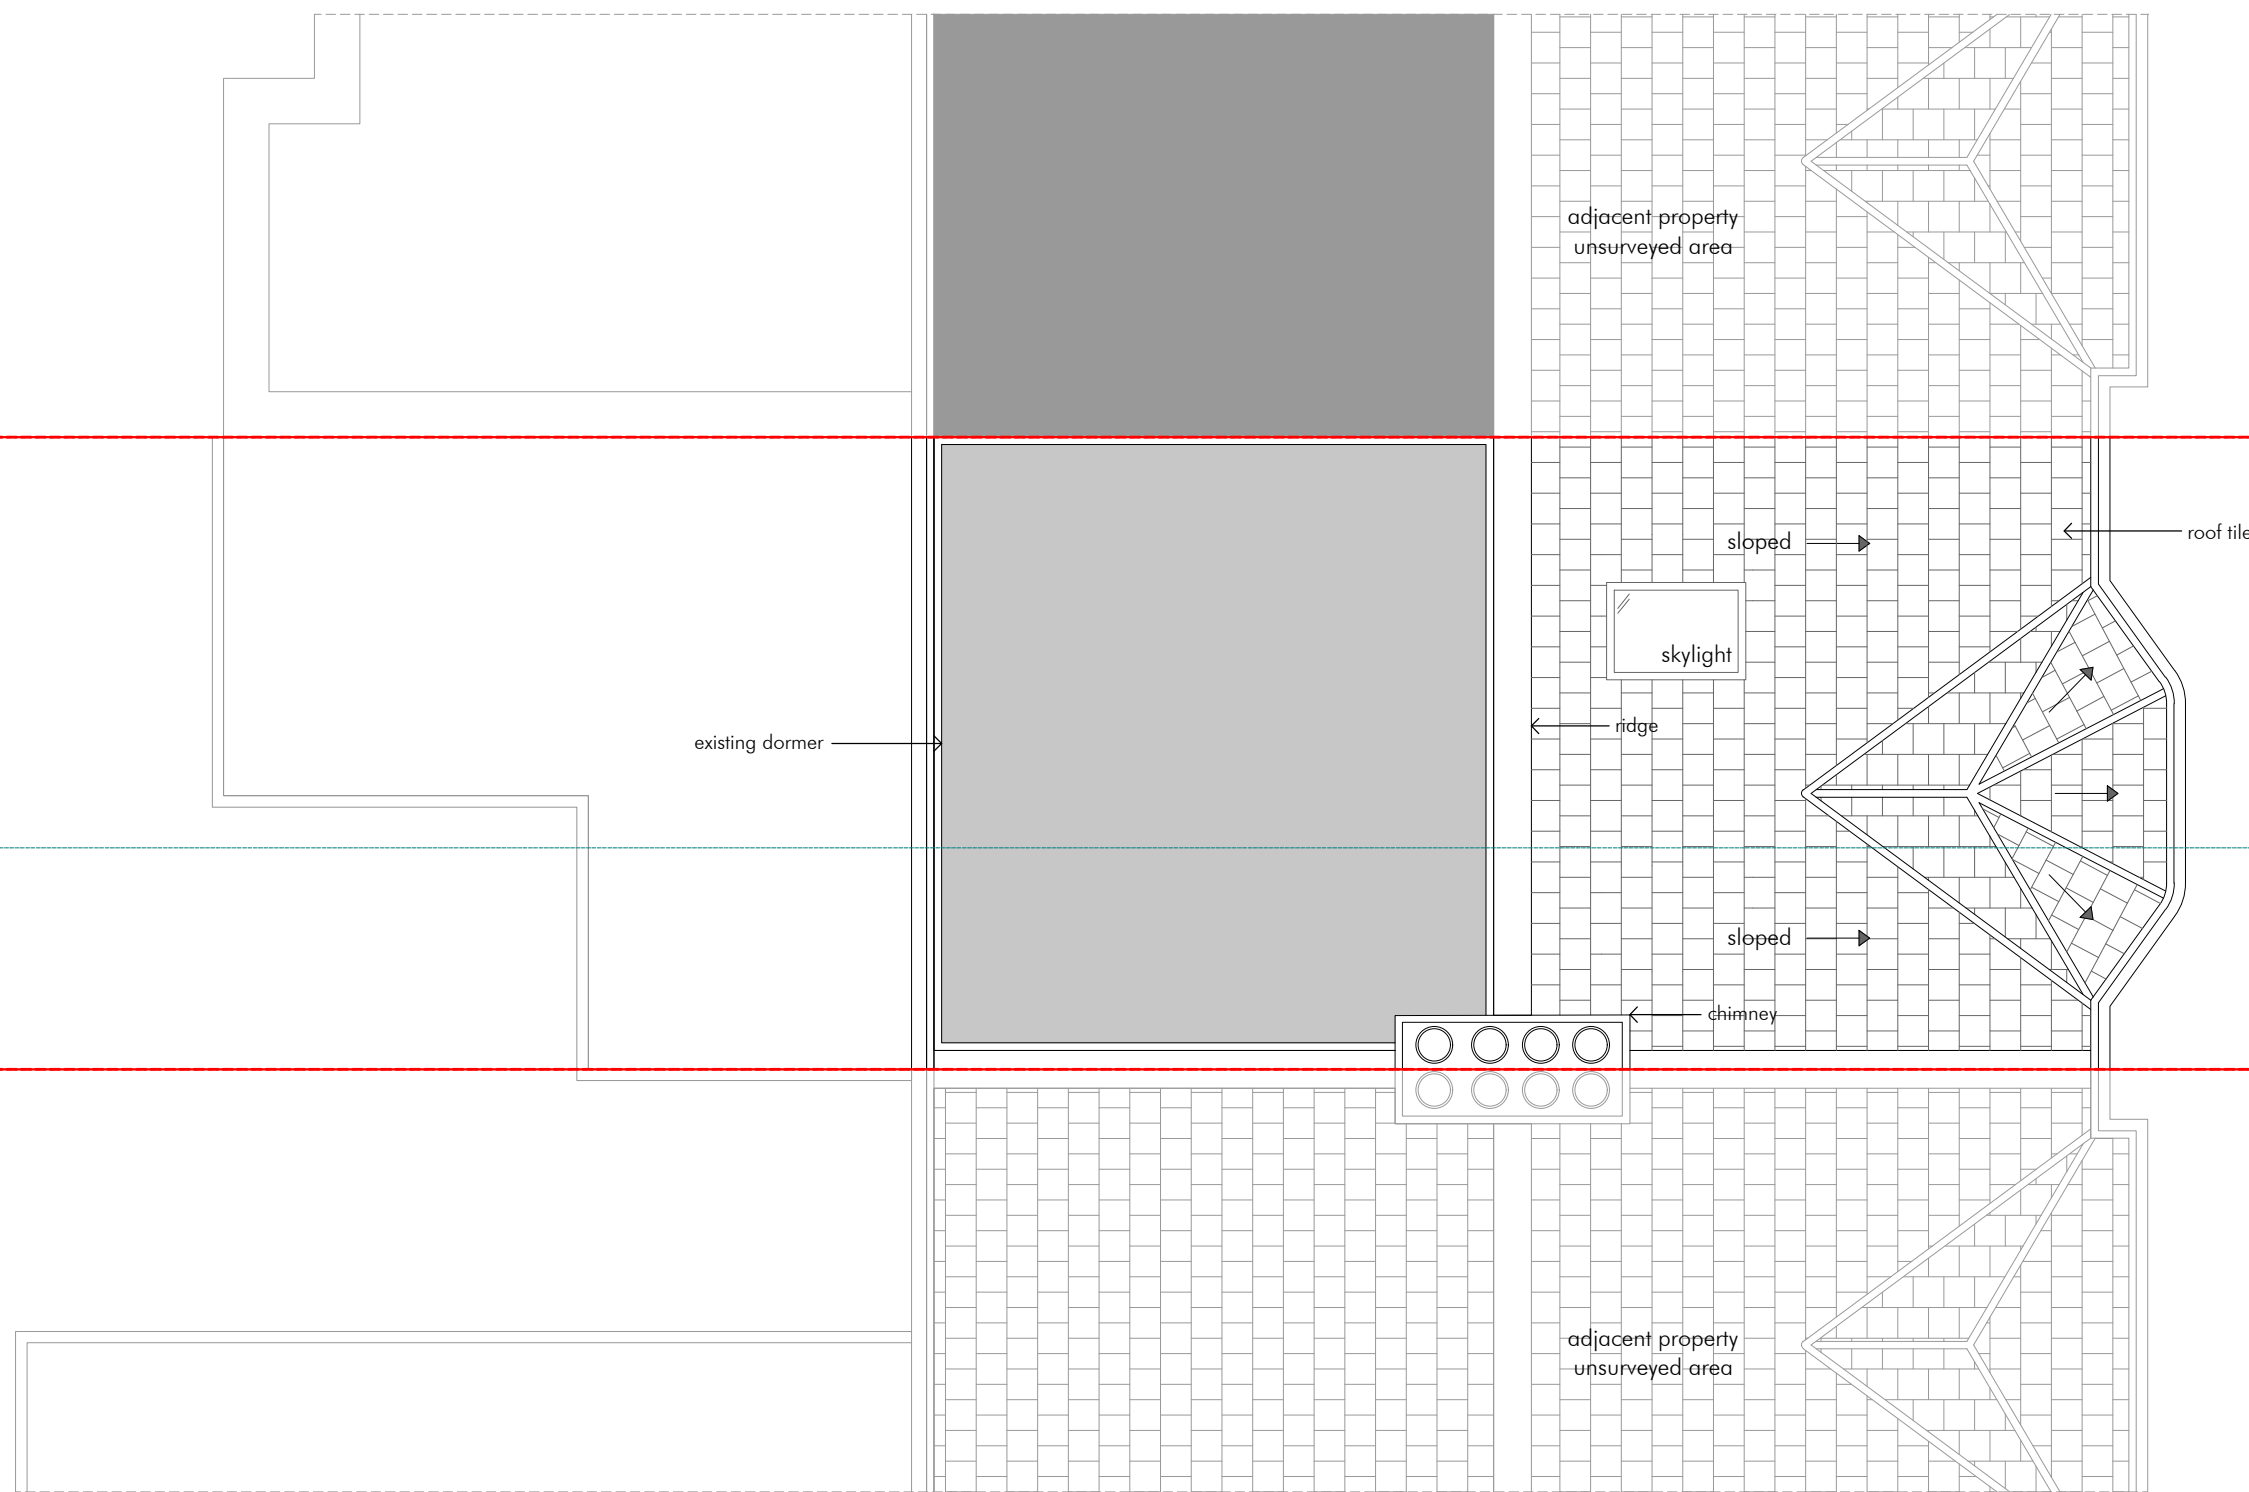 adjacent property
unsurveyed area
sloped
roof tile
skylight
ridge
existing dormer
sloped
chimney
adjacent property
unsurveyed area